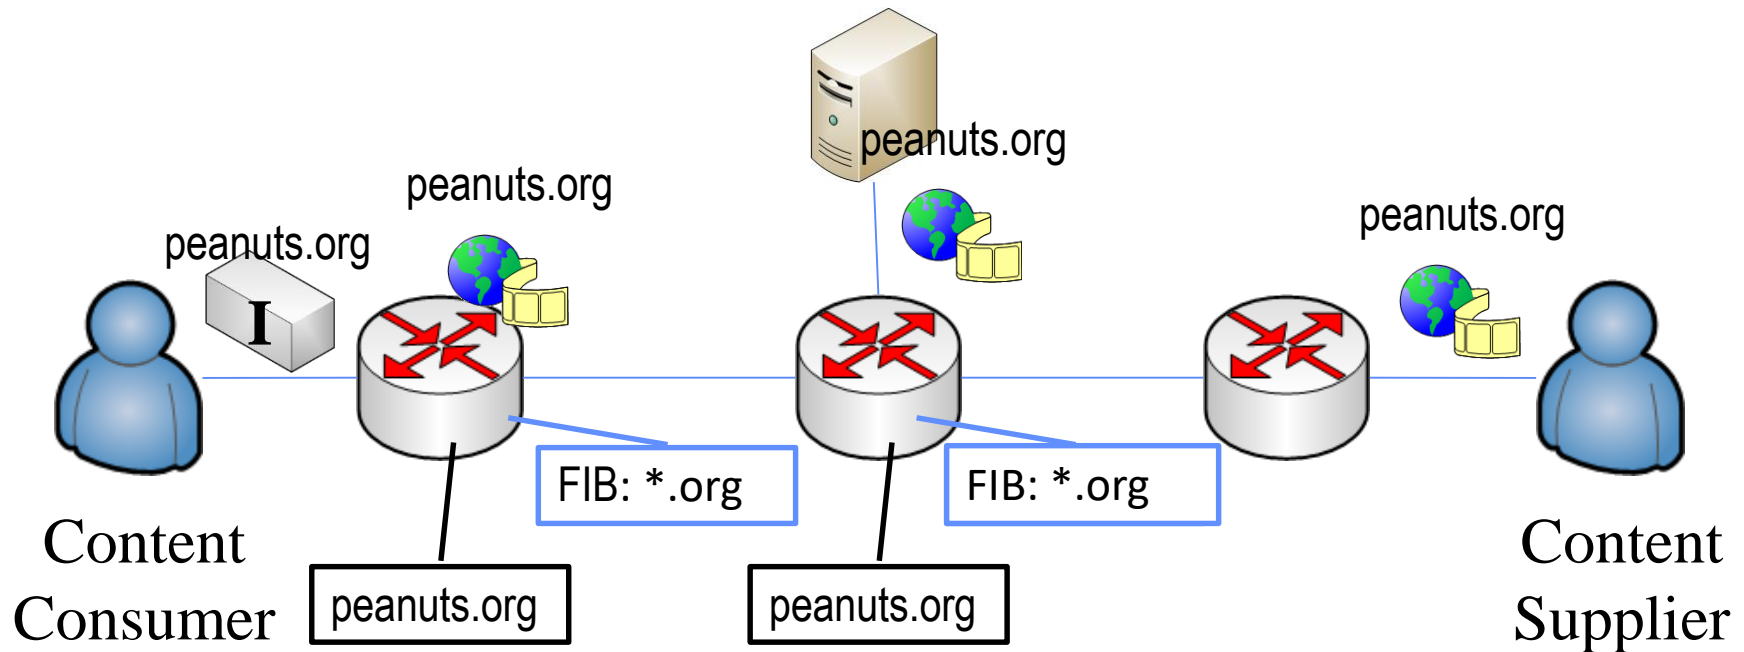 peanuts.org
peanuts.org
peanuts.org
peanuts.org
I
FIB: *.org
FIB: *.org
peanuts.org
peanuts.org
Content
Consumer
Content
Supplier